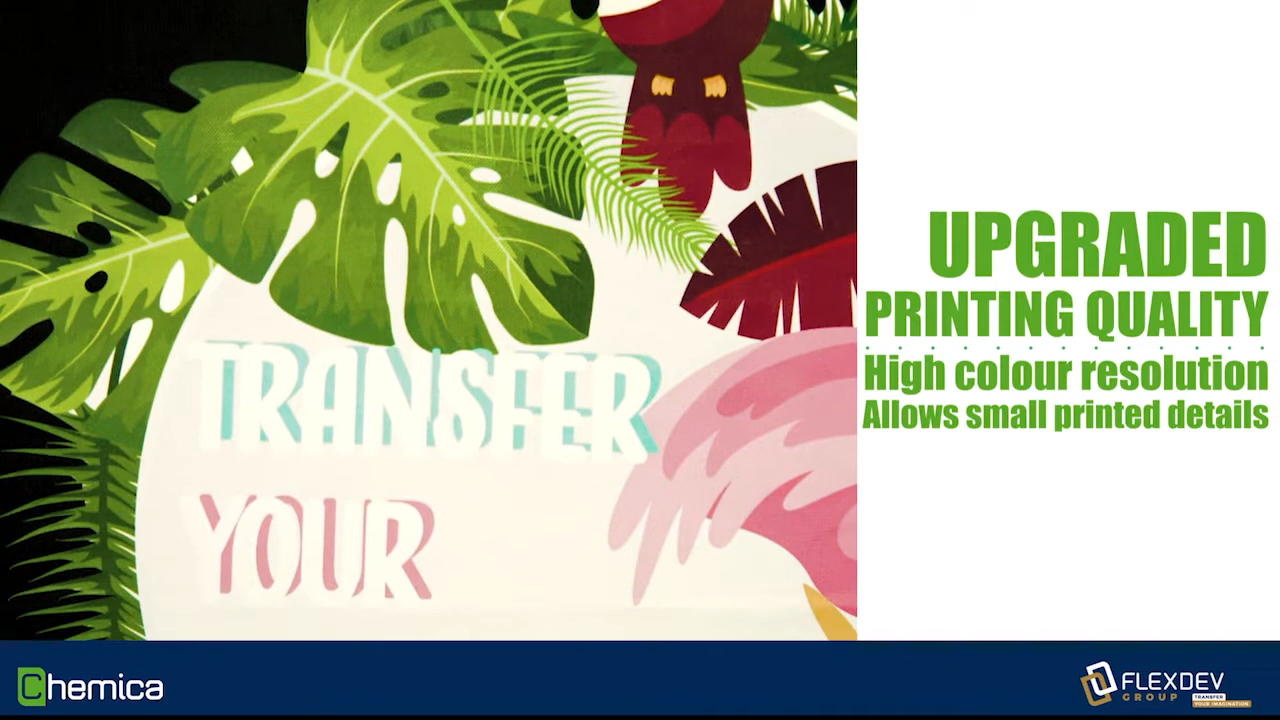 TRANSFER
YOUR
UPGRADED
PRINTING QUALITY
High colour resolution
Allows small printed details
Chemica
FLEXDEV
GROUP
TRANSFER
YOUR IMAGINATION